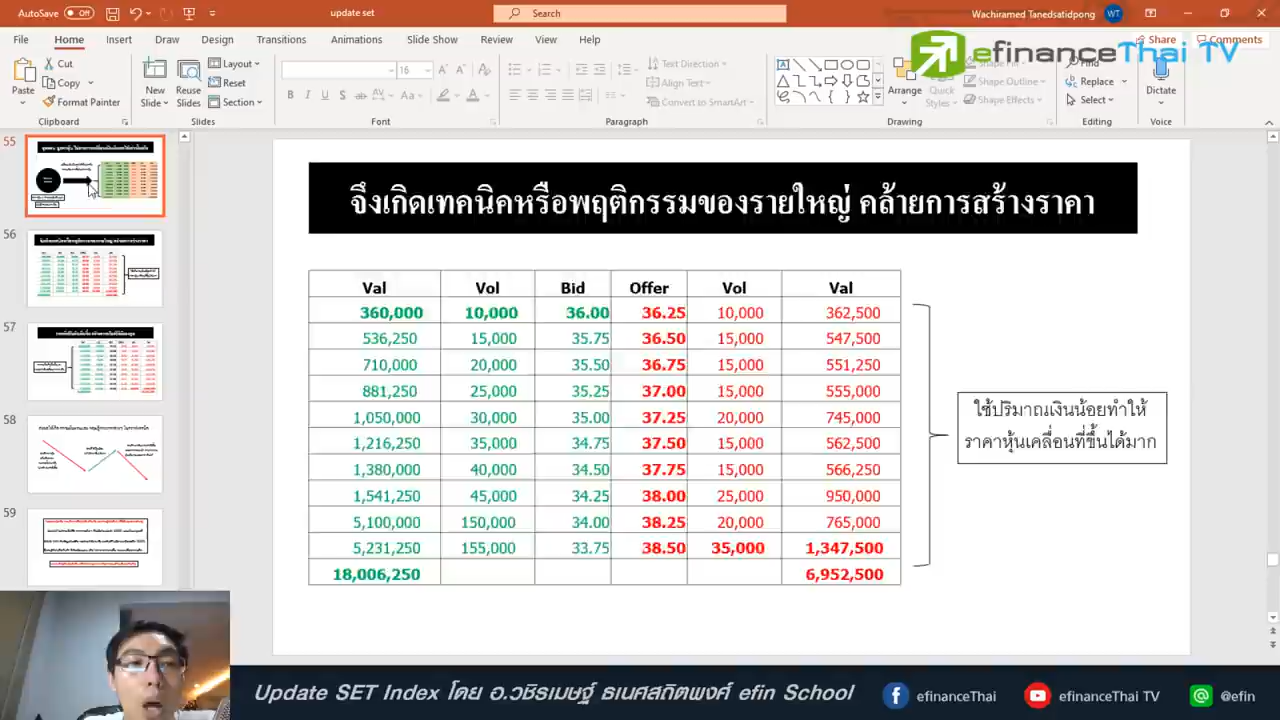 AutoSave Off
update set
Search
Wachiramed Tanedsatidpong WT
File Home Insert Draw Design Transitions Animations Slide Show Review View Help
Share Comments
efinanceThai TV
Paste
Cut
Copy
Format Painter
Clipboard
New Slide
Reuse Slides
Layout
Reset
Section
Slides
16
Font
Text Direction
Align Text
Convert to SmartArt
Paragraph
Arrange
Quick Styles
Shape Fill
Shape Outline
Shape Effects
Drawing
Find
Replace
Select
Editing
Dictate
Voice
55
56
57
58
59
จึงเกิดเทคนิคหรือพฤติกรรมของรายใหญ่ คล้ายการสร้างราคา
Val Vol Bid Offer Vol Val
360,000 10,000 36.00 36.25 10,000 362,500
536,250 15,000 35.75 36.50 15,000 547,500
710,000 20,000 35.50 36.75 15,000 551,250
881,250 25,000 35.25 37.00 15,000 555,000
1,050,000 30,000 35.00 37.25 20,000 745,000
1,216,250 35,000 34.75 37.50 15,000 562,500
1,380,000 40,000 34.50 37.75 15,000 566,250
1,541,250 45,000 34.25 38.00 25,000 950,000
5,100,000 150,000 34.00 38.25 20,000 765,000
5,231,250 155,000 33.75 38.50 35,000 1,347,500
18,006,250 6,952,500
ใช้ปริมาณเงินน้อยทำให้
ราคาหุ้นเคลื่อนที่ขึ้นได้มาก
Update SET Index โดย อ.วชิรเมษฐ์ ธเนศสถิตพงศ์ efin School
efinanceThai
efinanceThai TV
@efin